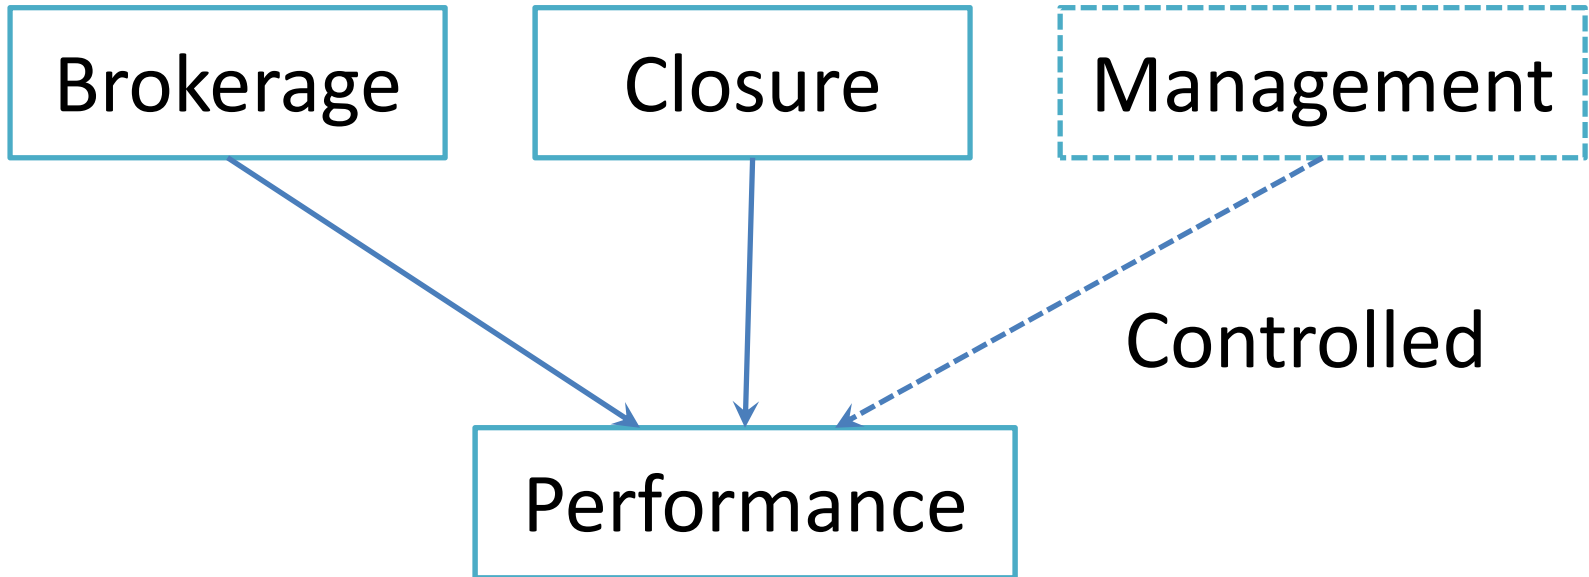 Brokerage
Closure
Management
Controlled
Performance